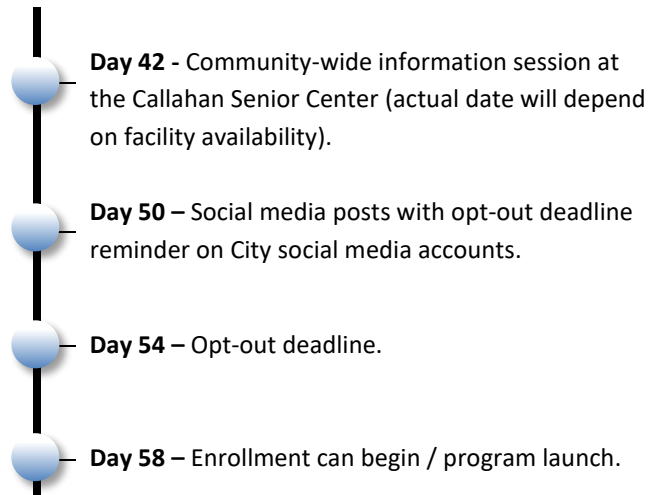 Day 42 - Community-wide information session at
the Callahan Senior Center (actual date will depend
on facility availability).
Day 50 – Social media posts with opt-out deadline
reminder on City social media accounts.
Day 54 – Opt-out deadline.
Day 58 – Enrollment can begin / program launch.